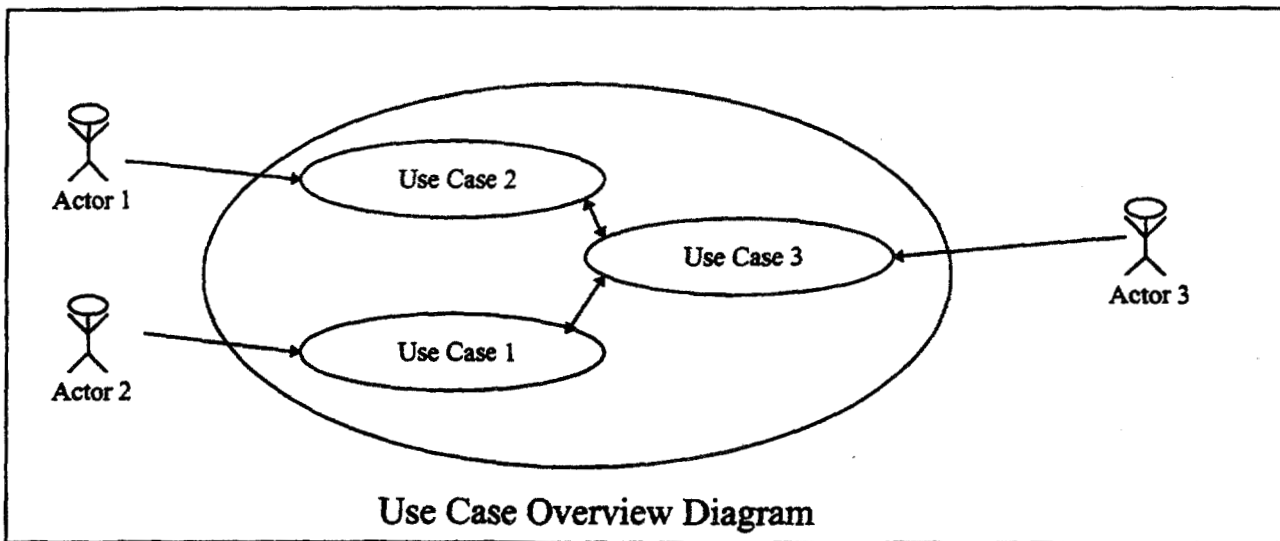 Actor 1
Use Case 2
Use Case 3
Actor 3
Actor 2
Use Case 1
Use Case Overview Diagram